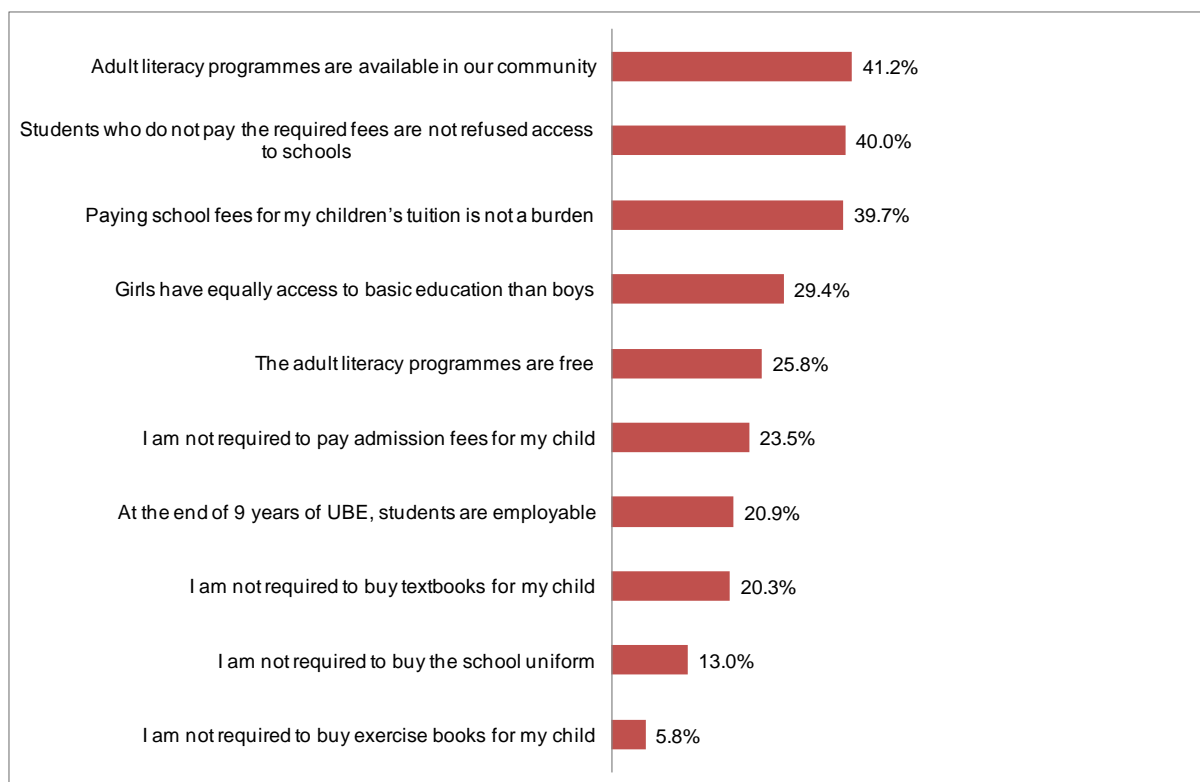 Adult literacy programmes are available in our community
41.2%
Students who do not pay the required fees are not refused access
to schools
40.0%
Paying school fees for my children’s tuition is not a burden
39.7%
Girls have equally access to basic education than boys
29.4%
The adult literacy programmes are free
25.8%
I am not required to pay admission fees for my child
23.5%
At the end of 9 years of UBE, students are employable
20.9%
I am not required to buy textbooks for my child
20.3%
I am not required to buy the school uniform
13.0%
I am not required to buy exercise books for my child
5.8%